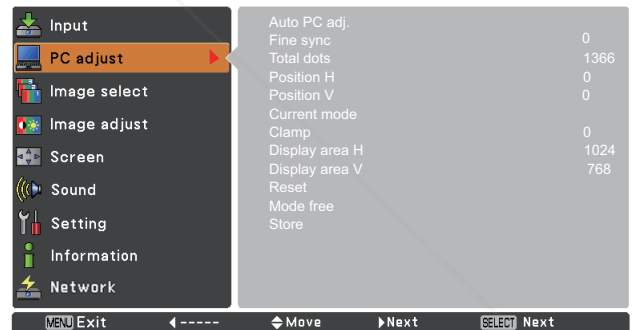 Input
PC adjust
Image select
Image adjust
Screen
Sound
Setting
Information
Network
Auto PC adj.
Fine sync 0
Total dots 1366
Position H 0
Position V 0
Current mode
Clamp 0
Display area H 1024
Display area V 768
Reset
Mode free
Store
MENU Exit ----- Move Next SELECT Next